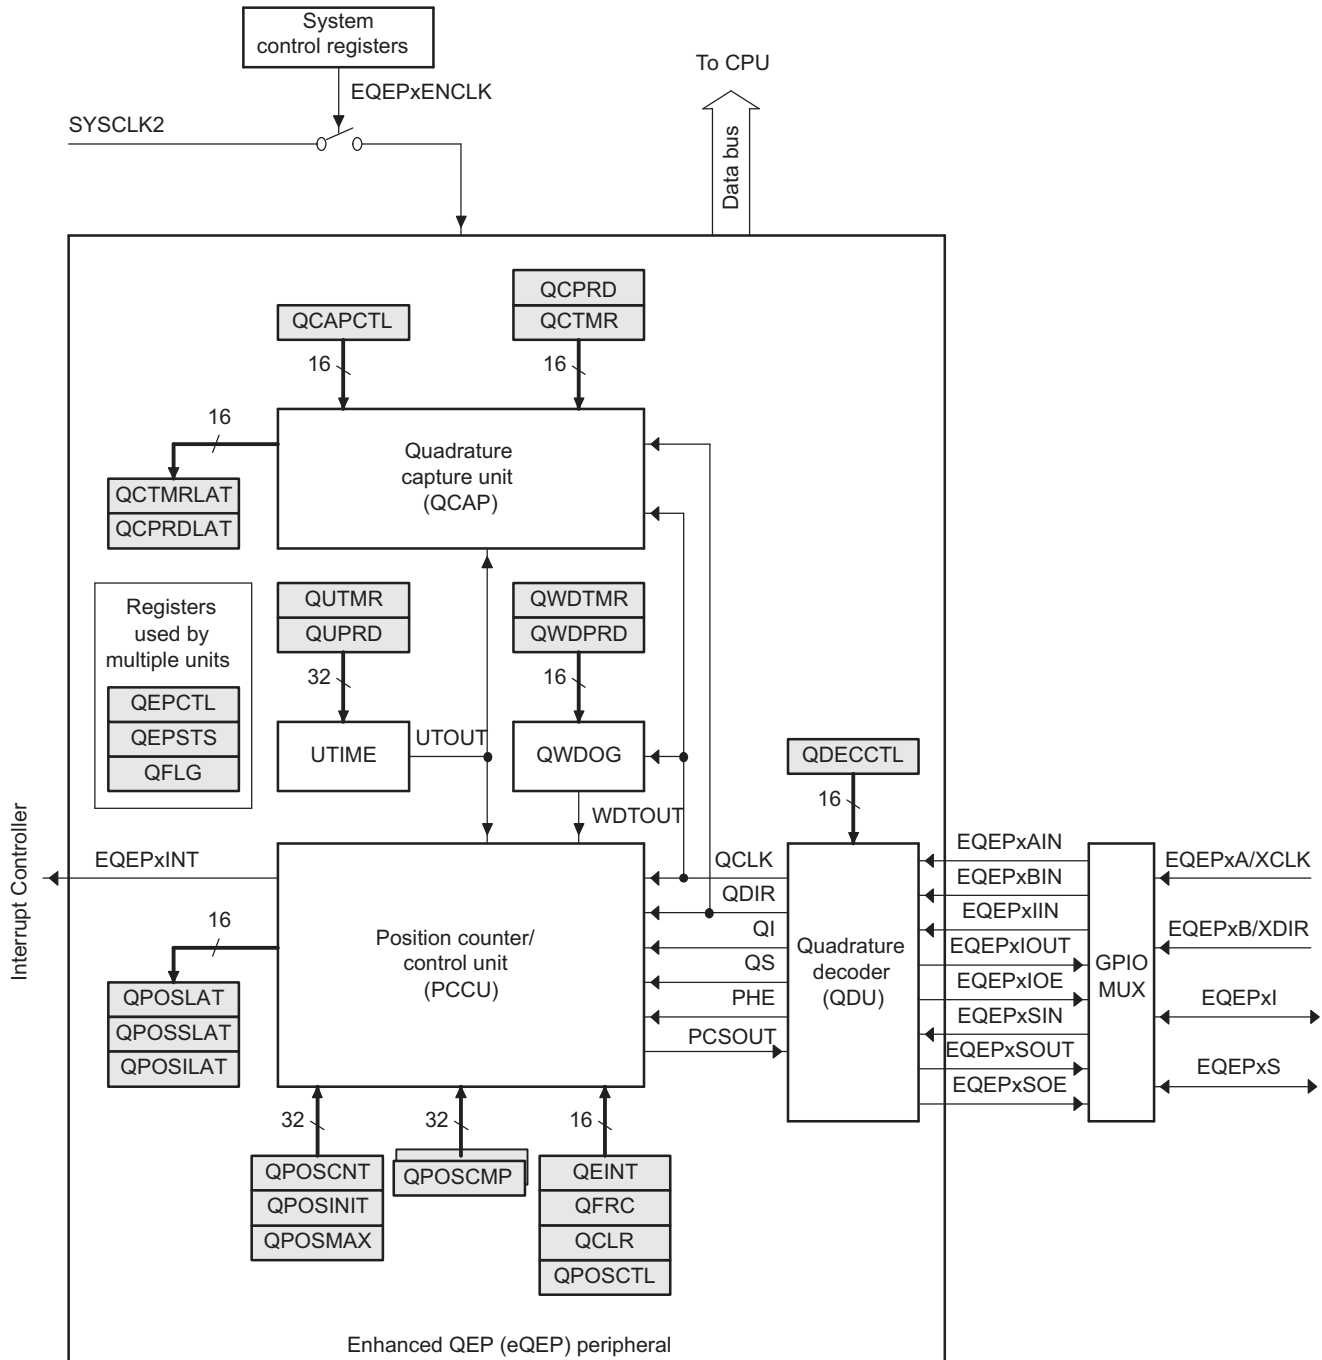 System
control registers
To CPU
EQEPxENCLK
SYSCLK2
Data bus
QCPRD
QCAPCTL
QCTMR
16
16
16
Quadrature
capture unit
(QCAP)
QCTMRLAT
QCPRDLAT
Registers
used by
multiple units
QEPCTL
QEPSTS
QFLG
QUTMR
QUPRD
32
UTIME
UTOUT
QWDTMR
QWDPRD
16
QWDOG
WDTOUT
QDECCTL
16
Interrupt Controller
EQEPxINT
16
QPOSLAT
QPOSSLAT
QPOSILAT
Position counter/
control unit
(PCCU)
QCLK
QDIR
QI
QS
PHE
PCSOUT
Quadrature
decoder
(QDU)
EQEPxAIN
EQEPxBIN
EQEPxIIN
EQEPxIOUT
EQEPxIOE
EQEPxSIN
EQEPxSOUT
EQEPxSOE
GPIO
MUX
EQEPxA/XCLK
EQEPxB/XDIR
EQEPxI
EQEPxS
32
32
16
QPOSCNT
QPOSINIT
QPOSMAX
QPOSCMP
QEINT
QFRC
QCLR
QPOSCTL
Enhanced QEP (eQEP) peripheral